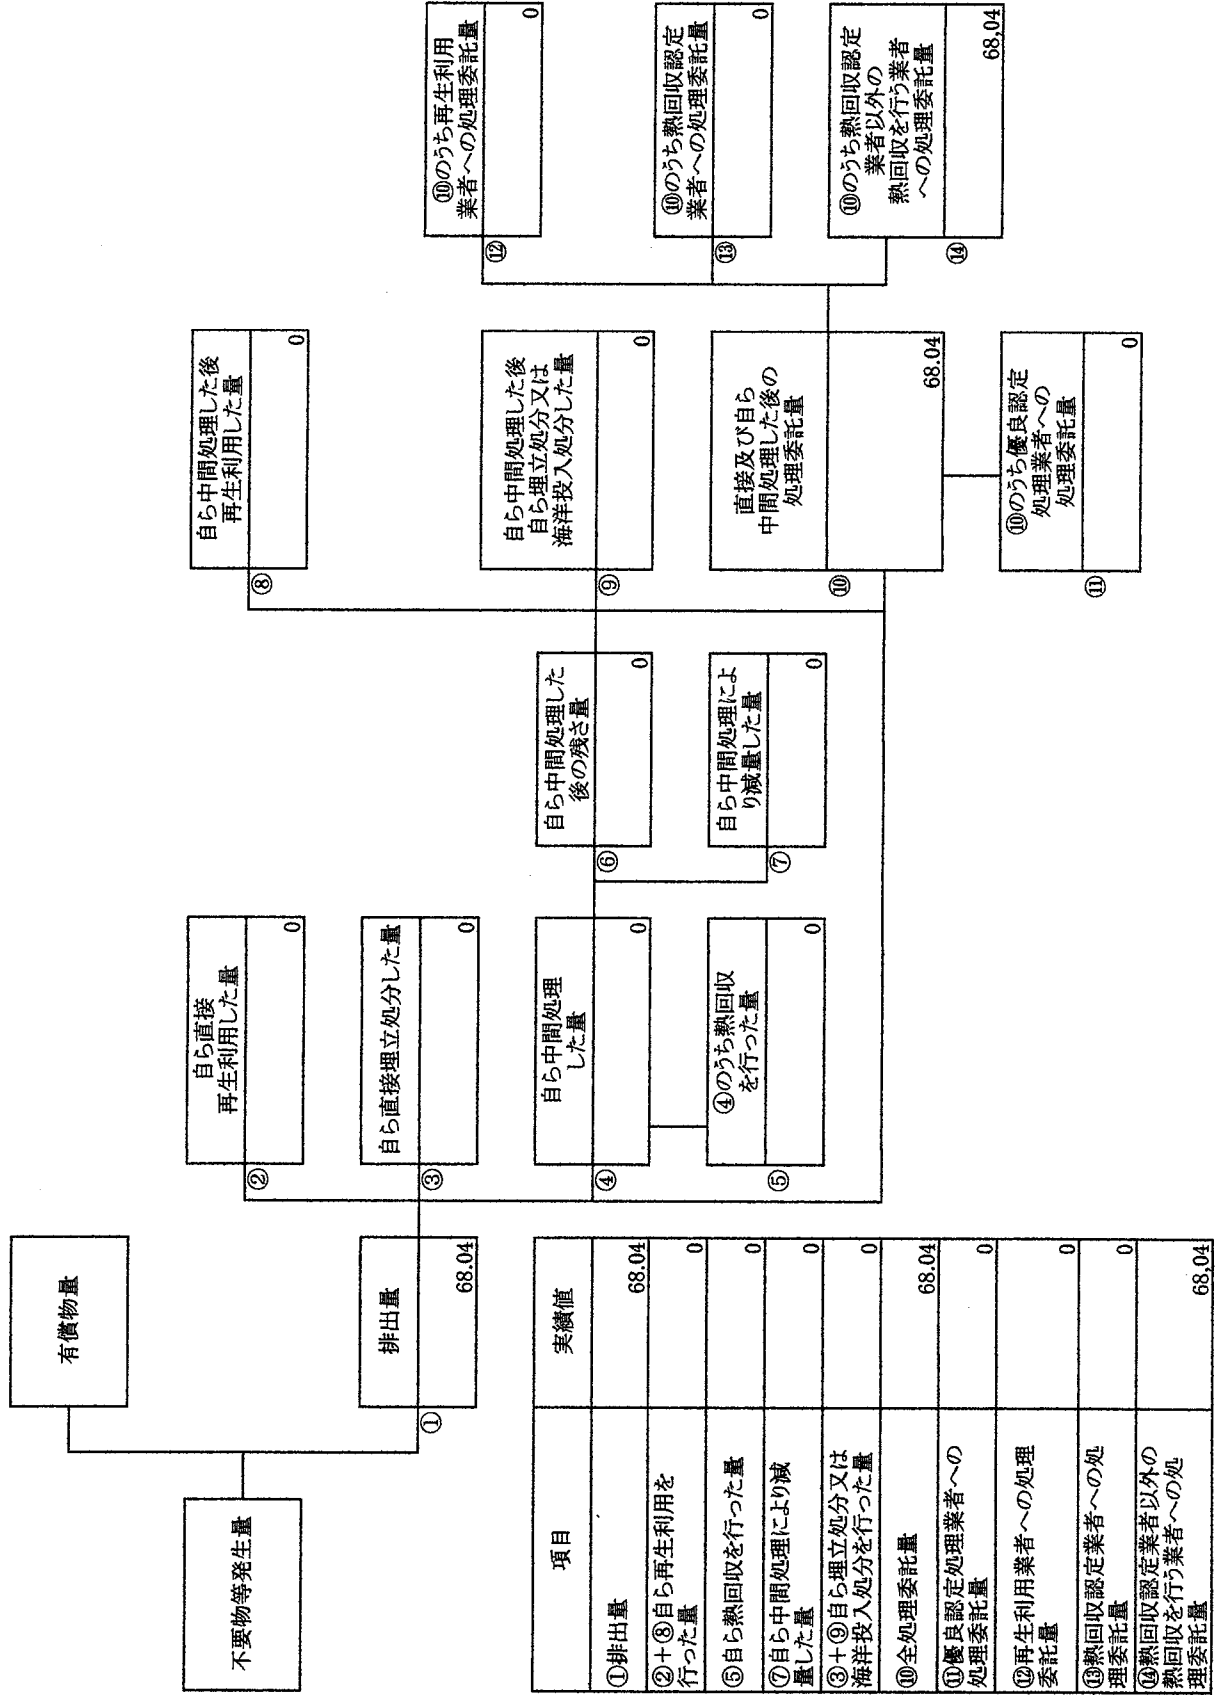 不要物等発生量
有償物量
排出量
68.04
①
自ら直接
再生利用した量
0
②
自ら直接埋立処分した量
0
③
自ら中間処理
した量
0
④
④のうち熱回収
を行った量
0
⑤
自ら中間処理した
後の残さ量
0
⑥
自ら中間処理によ
り減量した量
0
⑦
自ら中間処理した後
再生利用した量
0
⑧
自ら中間処理した後
自ら埋立処分又は
海洋投入処分した量
0
⑨
直接及び自ら
中間処理した後の
処理委託量
68.04
⑩
⑩のうち優良認定
処理業者への
処理委託量
0
⑪
⑩のうち再生利用
業者への処理委託量
0
⑫
⑩のうち熱回収認定
業者への処理委託量
0
⑬
⑩のうち熱回収認定
業者以外の
熱回収を行う業者
への処理委託量
68,04
⑭
項目 実績値
①排出量 68.04
②+⑧自ら再生利用を
行った量 0
⑤自ら熱回収を行った量 0
⑦自ら中間処理により減
量した量 0
③+⑨自ら埋立処分又は
海洋投入処分を行った量 0
⑩全処理委託量 68.04
⑪優良認定処理業者への
処理委託量 0
⑫再生利用業者への処理
委託量 0
⑬熱回収認定業者への処
理委託量 0
⑭熱回収認定業者以外の
熱回収を行う業者への処
理委託量 68,04